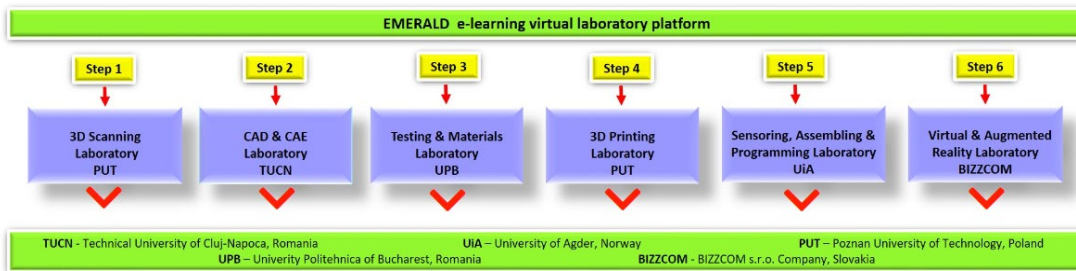 EMERALD e-learning virtual laboratory platform
Step 1
Step 2
Step 3
Step 4
Step 5
Step 6
3D Scanning
Laboratory
PUT
CAD & CAE
Laboratory
TUCN
Testing & Materials
Laboratory
UPB
3D Printing
Laboratory
PUT
Sensoring, Assembling &
Programming Laboratory
UiA
Virtual & Augmented
Reality Laboratory
BIZZCOM
TUCN - Technical University of Cluj-Napoca, Romania
UiA – University of Agder, Norway
PUT – Poznan University of Technology, Poland
UPB – Univerity Politehnica of Bucharest, Romania
BIZZCOM - BIZZCOM s.r.o. Company, Slovakia